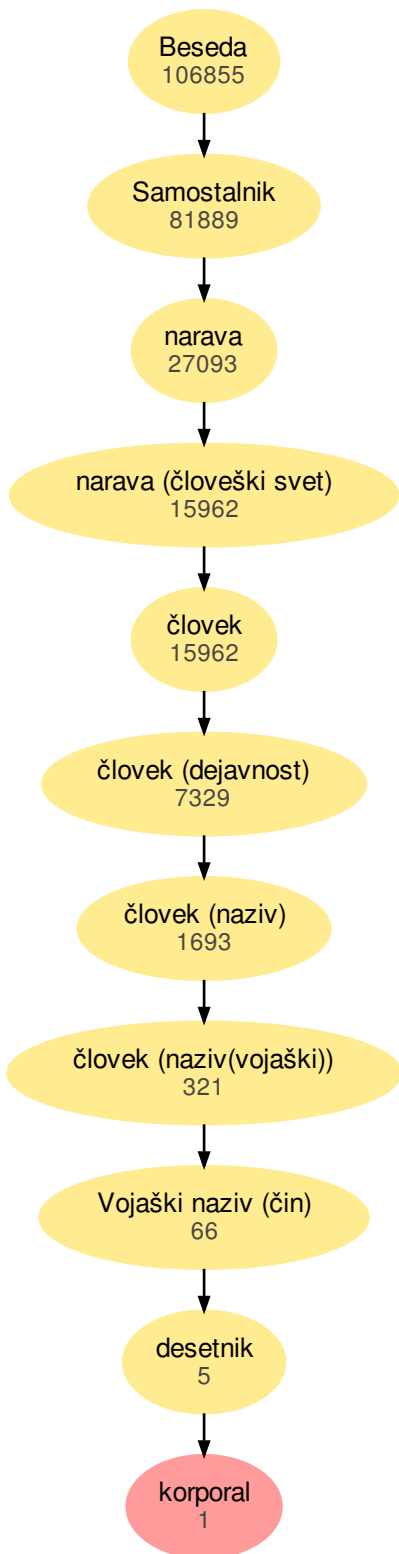 Beseda
106855
Samostalnik
81889
narava
27093
narava (človeški svet)
15962
človek
15962
človek (dejavnost)
7329
človek (naziv)
1693
človek (naziv(vojaški))
321
Vojaški naziv (čin)
66
desetnik
5
korporal
1